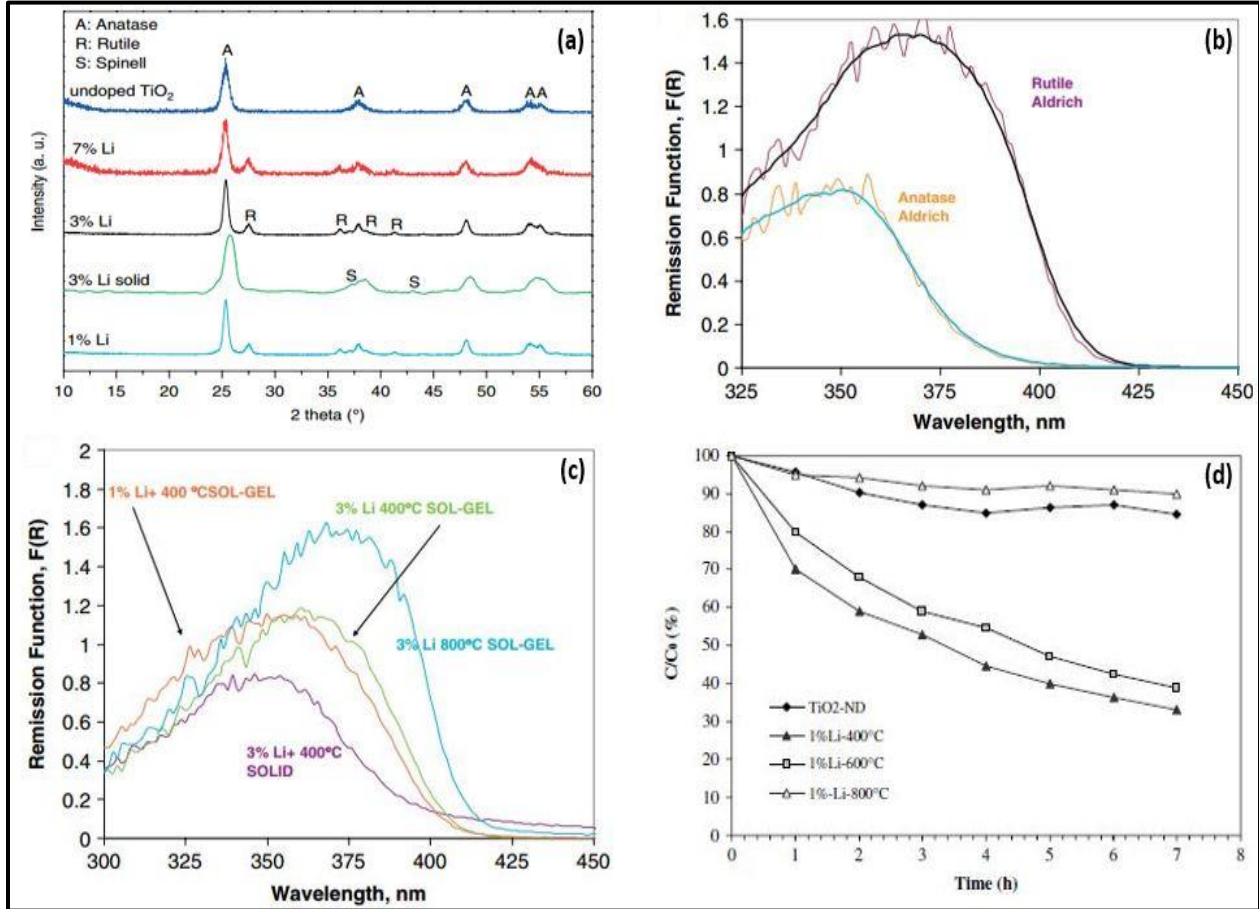 A: Anatase
R: Rutile
S: Spinell
(a)
A
undoped TiO2
A
A
AA
7% Li
3% Li
R
R
R
R
3% Li solid
S
S
1% Li
Intensity (a. u.)
10 15 20 25 30 35 40 45 50 55 60
2 theta (°)
(b)
1.6
1.4
1.2
1
0.8
0.6
0.4
0.2
0
Remission Function, F(R)
Rutile
Aldrich
Anatase
Aldrich
325 350 375 400 425 450
Wavelength, nm
(c)
2
1.8
1.6
1.4
1.2
1
0.8
0.6
0.4
0.2
0
Remission Function, F(R)
1% Li+ 400 ºCSOL-GEL
3% Li 400ºC SOL-GEL
3% Li 800ºC SOL-GEL
3% Li+ 400ºC
SOLID
300 325 350 375 400 425 450
Wavelength, nm
(d)
100
90
80
70
60
50
40
30
20
10
0
C/C0 (%)
TiO2-ND
1%Li-400°C
1%Li-600°C
1%-Li-800°C
0 1 2 3 4 5 6 7 8
Time (h)